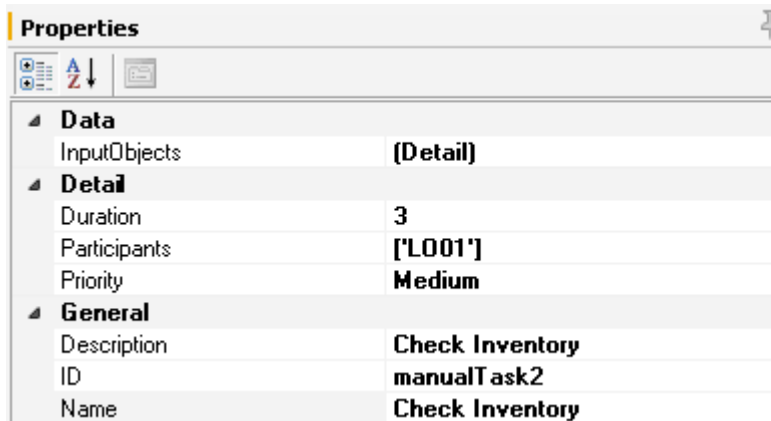 Properties
Data
InputObjects (Detail)
Detail
Duration 3
Participants ['LO01']
Priority Medium
General
Description Check Inventory
ID manualTask2
Name Check Inventory